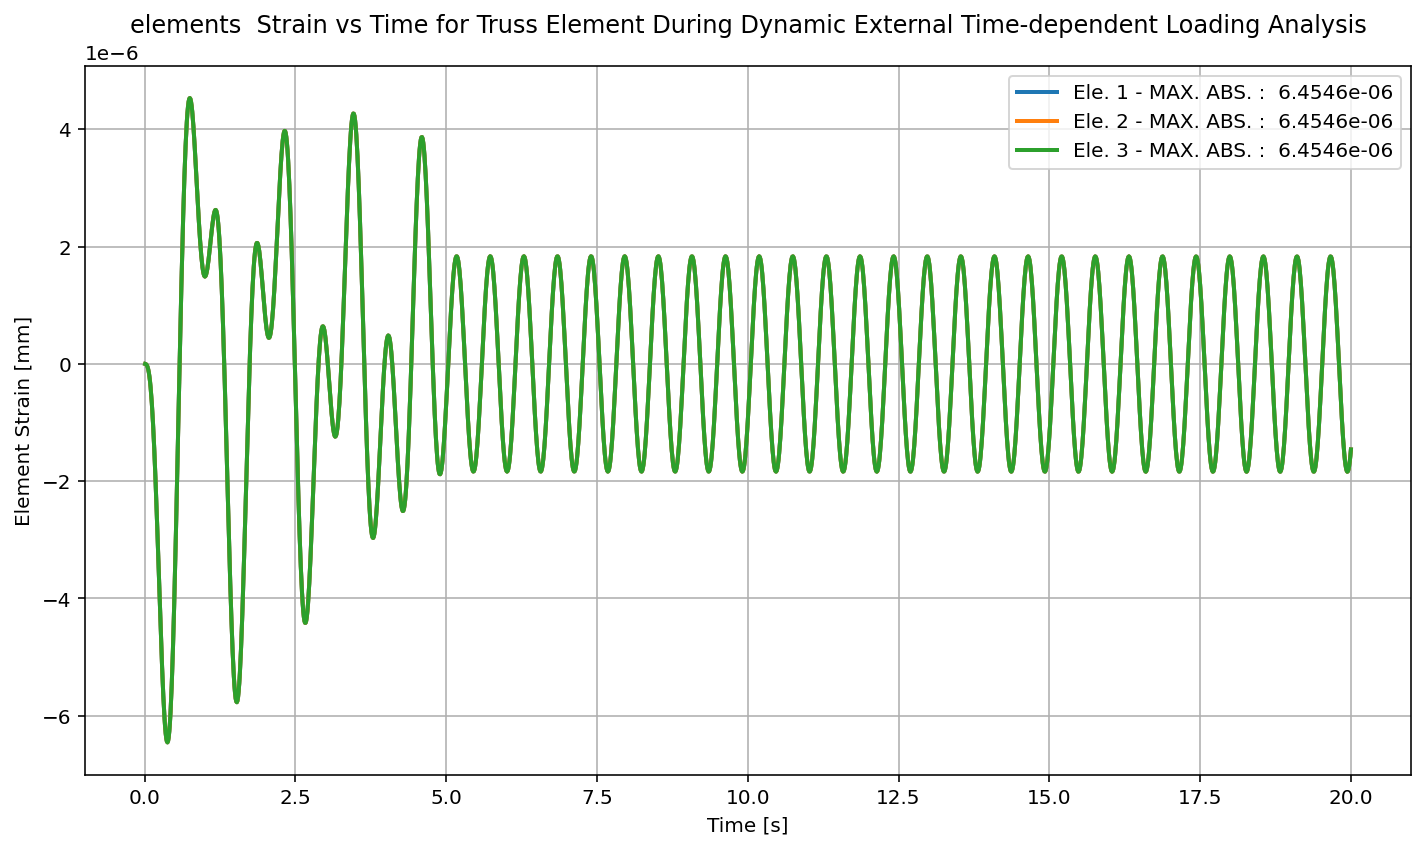 elements  Strain vs Time for Truss Element During Dynamic External Time-dependent Loading Analysis
1e−6
Ele. 1 - MAX. ABS. :  6.4546e-06
Ele. 2 - MAX. ABS. :  6.4546e-06
Ele. 3 - MAX. ABS. :  6.4546e-06
4
2
0
−2
−4
−6
Element Strain [mm]
0.0 2.5 5.0 7.5 10.0 12.5 15.0 17.5 20.0
Time [s]